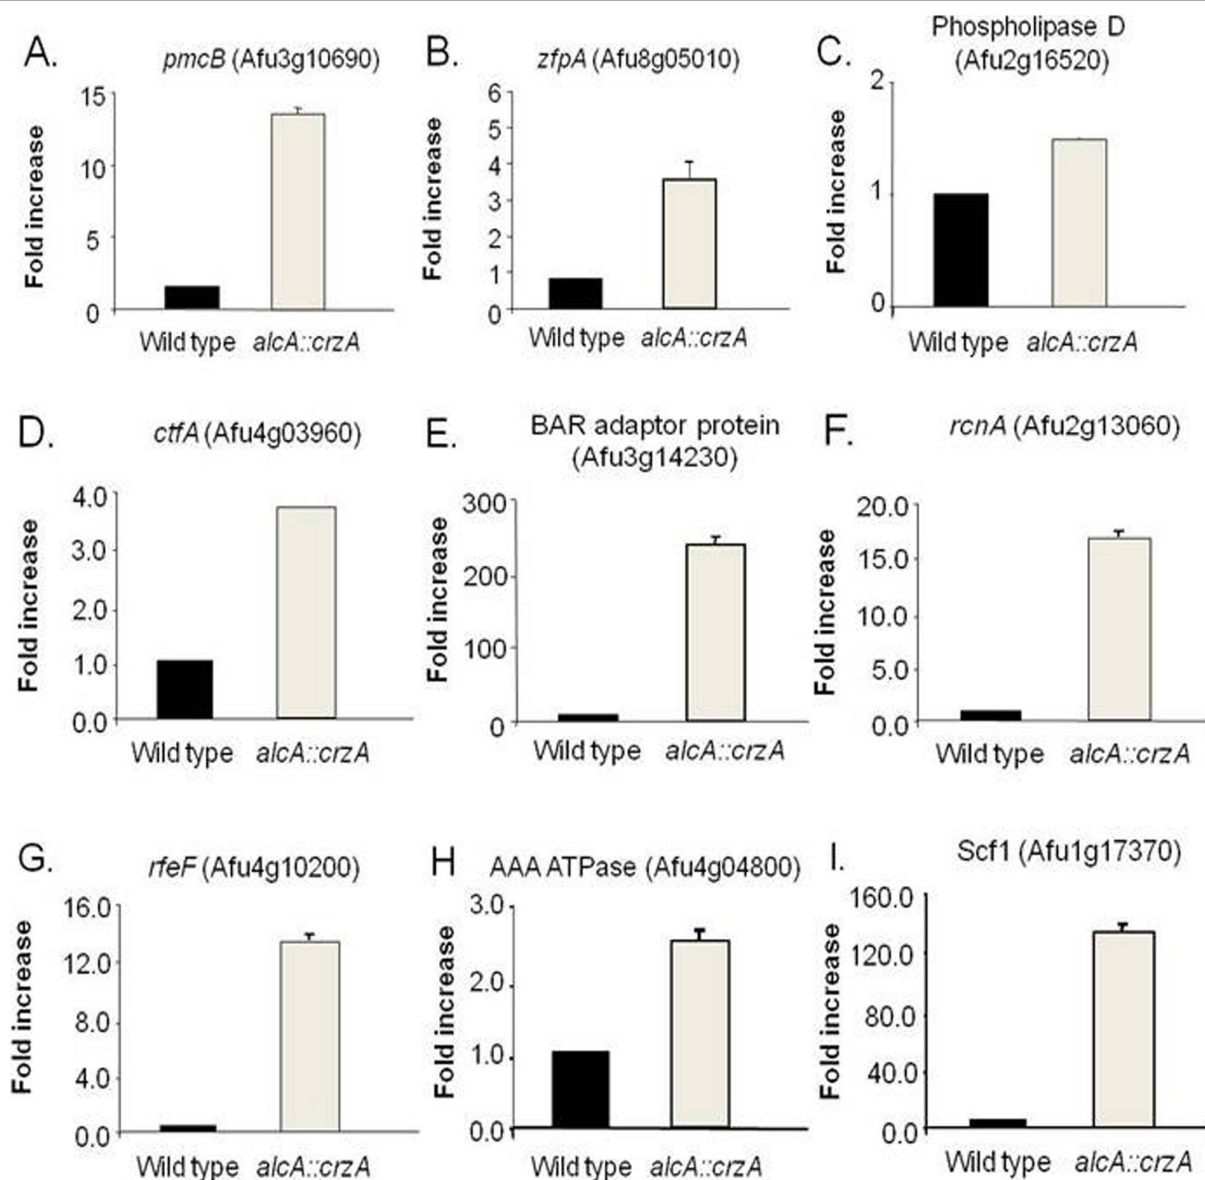 A.
pmcB (Afu3g10690)
15
10
5
0
Fold increase
Wild type alcA::crzA
B.
zfpA (Afu8g05010)
6
5
4
3
2
1
0
Fold increase
Wild type alcA::crzA
C.
Phospholipase D
(Afu2g16520)
2
1
0
Fold increase
Wild type alcA::crzA
D.
ctfA (Afu4g03960)
4.0
3.0
2.0
1.0
0.0
Fold increase
Wild type alcA::crzA
E.
BAR adaptor protein
(Afu3g14230)
300
200
100
0
Fold increase
Wild type alcA::crzA
F.
rcnA (Afu2g13060)
20.0
15.0
10.0
5.0
0.0
Fold increase
Wild type alcA::crzA
G.
rfeF (Afu4g10200)
16.0
12.0
8.0
4.0
0.0
Fold increase
Wild type alcA::crzA
H
AAA ATPase (Afu4g04800)
3.0
2.0
1.0
0.0
Fold increase
Wild type alcA::crzA
I.
Scf1 (Afu1g17370)
160.0
120.0
80.0
40.0
0.0
Fold increase
Wild type alcA::crzA